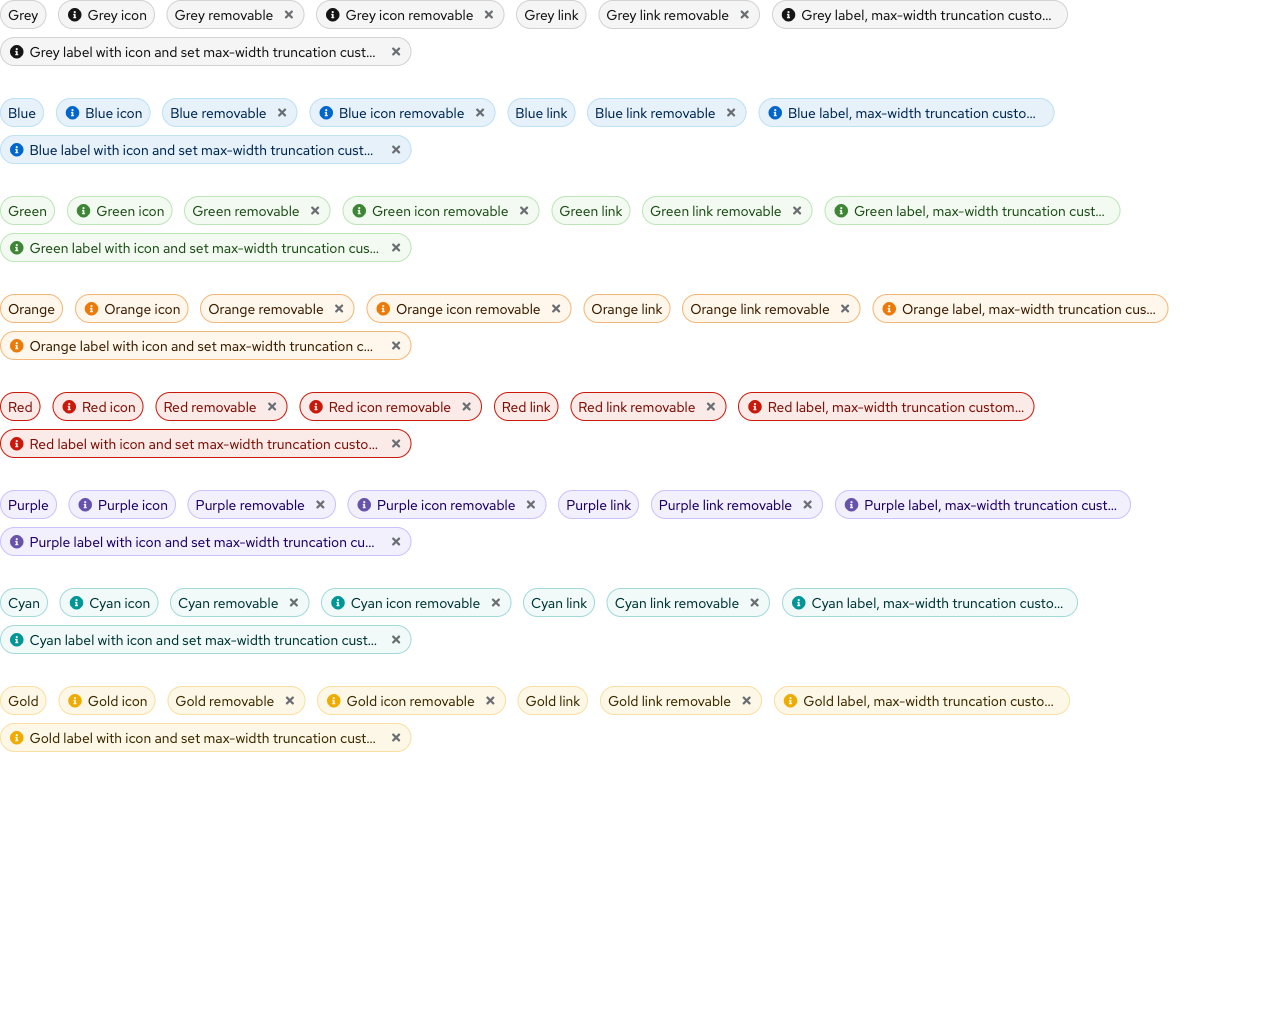 Grey Grey icon Grey removable Grey icon removable Grey link Grey link removable Grey label, max-width truncation custo...
Grey label with icon and set max-width truncation cust...
Blue Blue icon Blue removable Blue icon removable Blue link Blue link removable Blue label, max-width truncation custo...
Blue label with icon and set max-width truncation cust...
Green Green icon Green removable Green icon removable Green link Green link removable Green label, max-width truncation cust...
Green label with icon and set max-width truncation cus...
Orange Orange icon Orange removable Orange icon removable Orange link Orange link removable Orange label, max-width truncation cus...
Orange label with icon and set max-width truncation c...
Red Red icon Red removable Red icon removable Red link Red link removable Red label, max-width truncation custom...
Red label with icon and set max-width truncation custo...
Purple Purple icon Purple removable Purple icon removable Purple link Purple link removable Purple label, max-width truncation cust...
Purple label with icon and set max-width truncation cu...
Cyan Cyan icon Cyan removable Cyan icon removable Cyan link Cyan link removable Cyan label, max-width truncation custo...
Cyan label with icon and set max-width truncation cust...
Gold Gold icon Gold removable Gold icon removable Gold link Gold link removable Gold label, max-width truncation custo...
Gold label with icon and set max-width truncation cust...